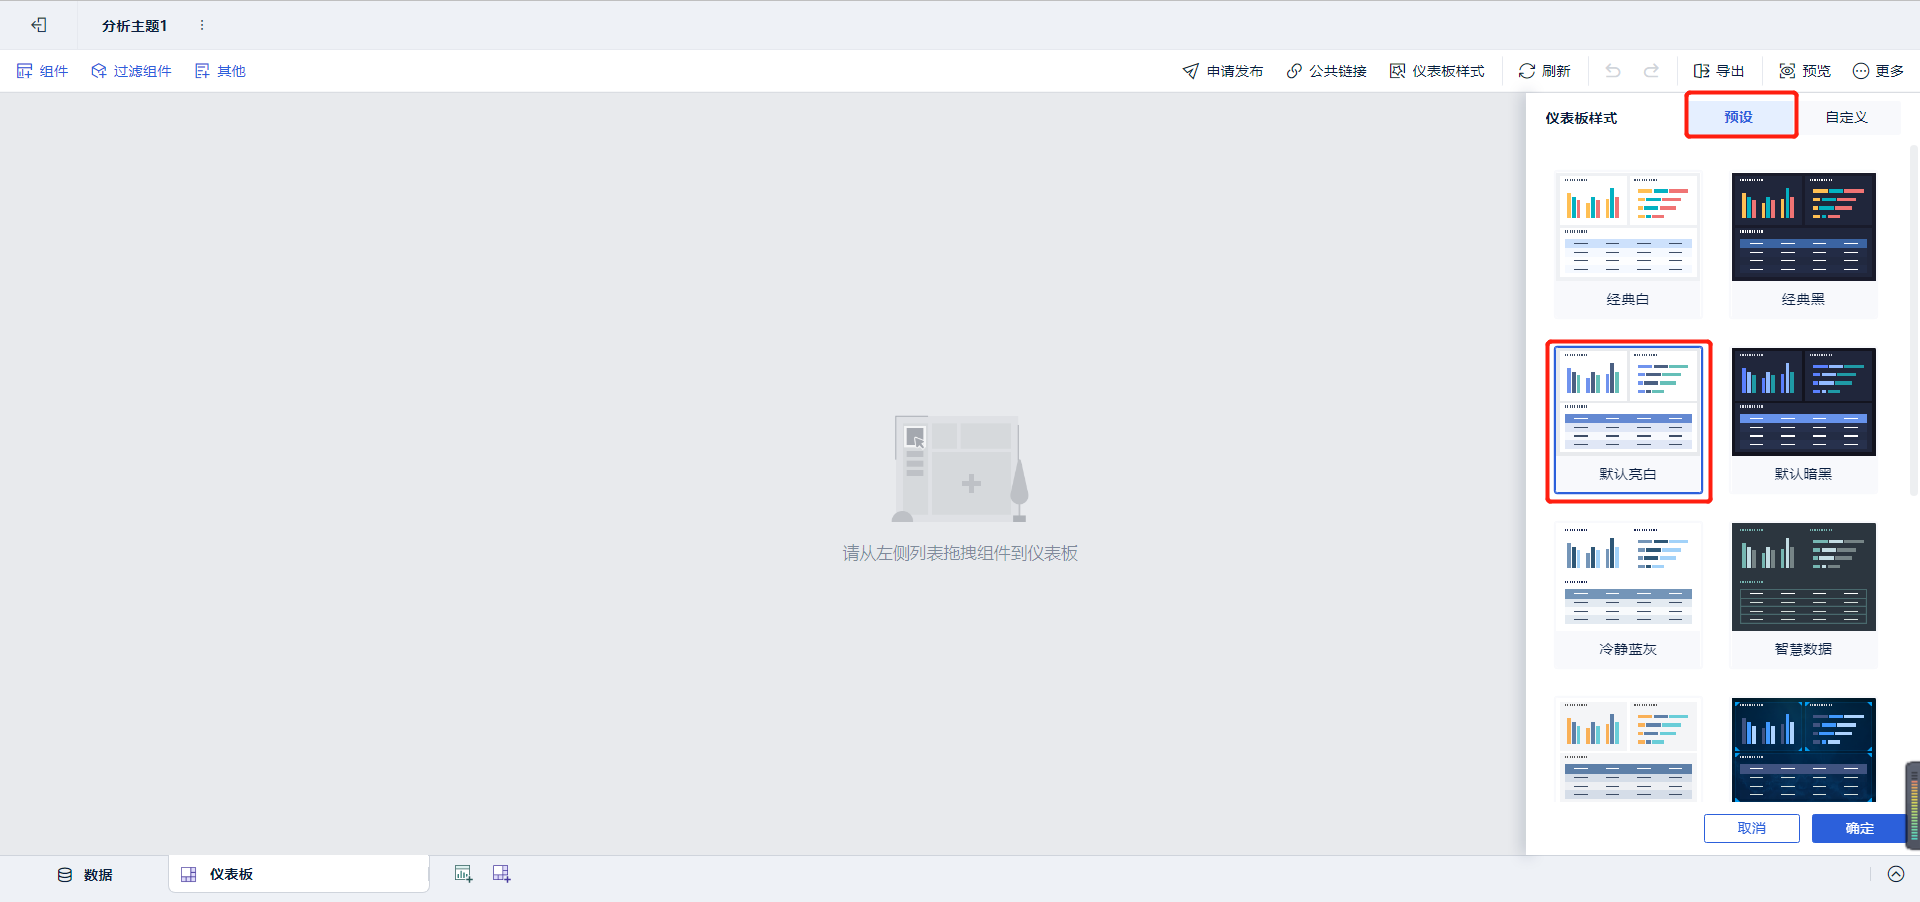 分析主题1
组件 过滤组件 其他 申请发布 公共链接 仪表板样式 刷新 导出 预览 更多
仪表板样式 预设 自定义
经典白 经典黑
默认亮白 默认暗黑
请从左侧列表拖拽组件到仪表板
冷静蓝灰 智慧数据
取消 确定
数据 仪表板